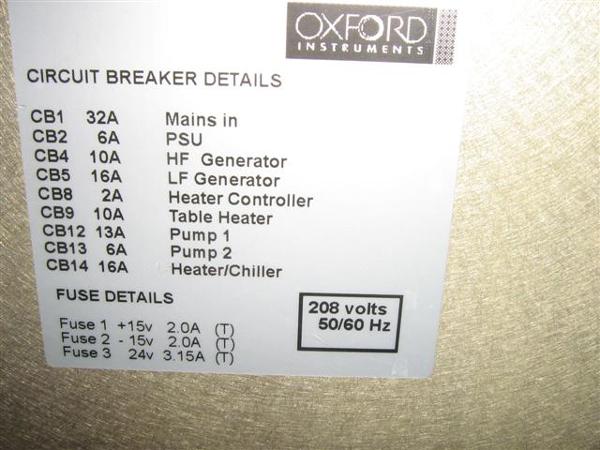 OXFORD
INSTRUMENTS
CIRCUIT BREAKER DETAILS
CB1 32A Mains in
CB2 6A PSU
CB4 10A HF Generator
CB5 16A LF Generator
CB8 2A Heater Controller
CB9 10A Table Heater
CB12 13A Pump 1
CB13 6A Pump 2
CB14 16A Heater/Chiller
FUSE DETAILS
Fuse 1 +15v 2.0A (T)
Fuse 2 - 15v 2.0A (T)
Fuse 3 24v 3.15A (T)
208 volts
50/60 Hz